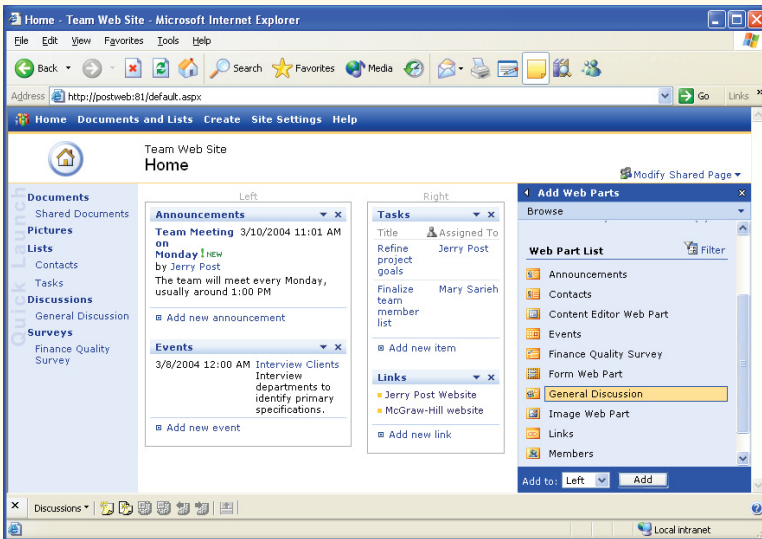 Home - Team Web Site - Microsoft Internet Explorer
File Edit View Favorites Tools Help
Back Search Favorites Media
Address http://postweb:81/default.aspx Go Links »
Home Documents and Lists Create Site Settings Help
Team Web Site
Home
Modify Shared Page
Quick Launch
Documents
Shared Documents
Pictures
Lists
Contacts
Tasks
Discussions
General Discussion
Surveys
Finance Quality
Survey
Left
Announcements
Team Meeting 3/10/2004 11:01 AM
on
Monday ! NEW
by Jerry Post
The team will meet every Monday,
usually around 1:00 PM
Add new announcement
Events
3/8/2004 12:00 AM Interview Clients
Interview
departments to
identify primary
specifications.
Add new event
Right
Tasks
Title Assigned To
Refine Jerry Post
project
goals
Finalize Mary Sarieh
team
member
list
Add new item
Links
Jerry Post Website
McGraw-Hill website
Add new link
Add Web Parts
Browse
Web Part List Filter
Announcements
Contacts
Content Editor Web Part
Events
Finance Quality Survey
Form Web Part
General Discussion
Image Web Part
Links
Members
Add to: Left Add
Discussions
Local intranet